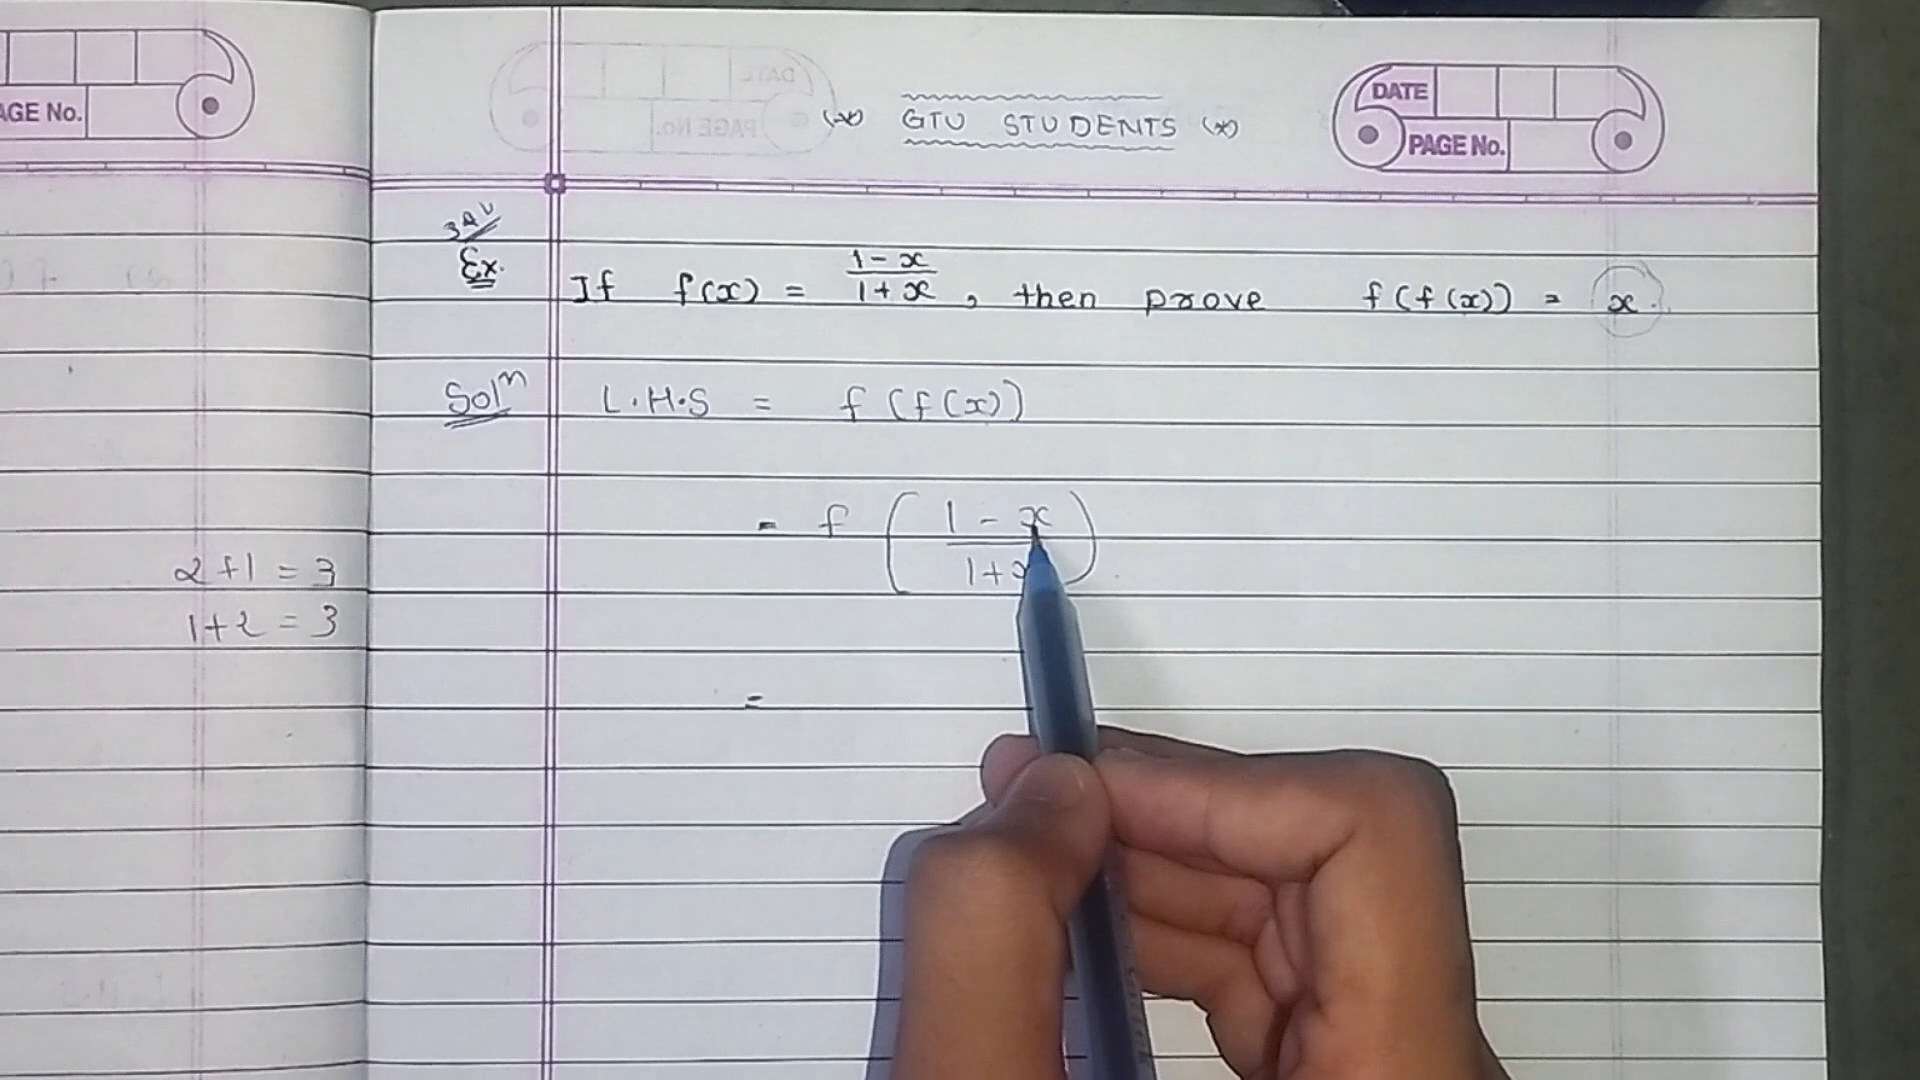 AGE No.
(*) GTU STUDENTS (*)
DATE
PAGE No.
Ex. If f(x) = 1 - x / 1 + x , then prove f(f(x)) = x.
Solⁿ L.H.S = f(f(x))
= f ( 1 - x / 1 + x )
2 + 1 = 3
1 + 2 = 3
=